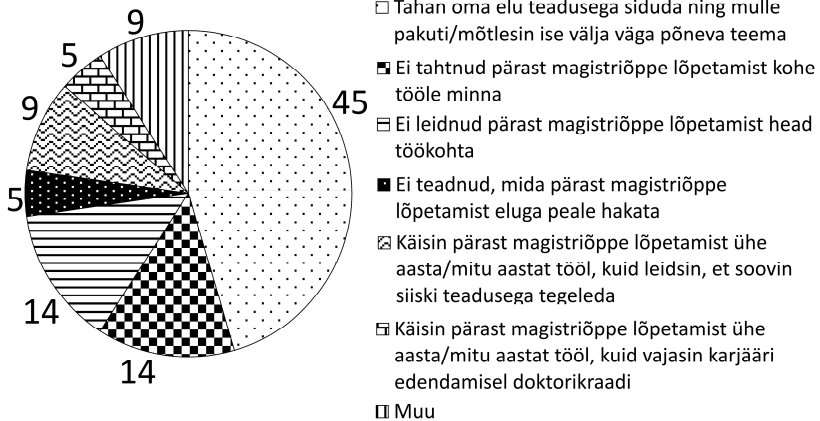 9
5
9
5
14
14
45
Tahan oma elu teadusega siduda ning mulle
pakuti/mõtlesin ise välja väga põneva teema
Ei tahtnud pärast magistriõppe lõpetamist kohe
tööle minna
Ei leidnud pärast magistriõppe lõpetamist head
töökohta
Ei teadnud, mida pärast magistriõppe
lõpetamist eluga peale hakata
Käisin pärast magistriõppe lõpetamist ühe
aasta/mitu aastat tööl, kuid leidsin, et soovin
siiski teadusega tegeleda
Käisin pärast magistriõppe lõpetamist ühe
aasta/mitu aastat tööl, kuid vajasin karjääri
edendamisel doktorikraadi
Muu